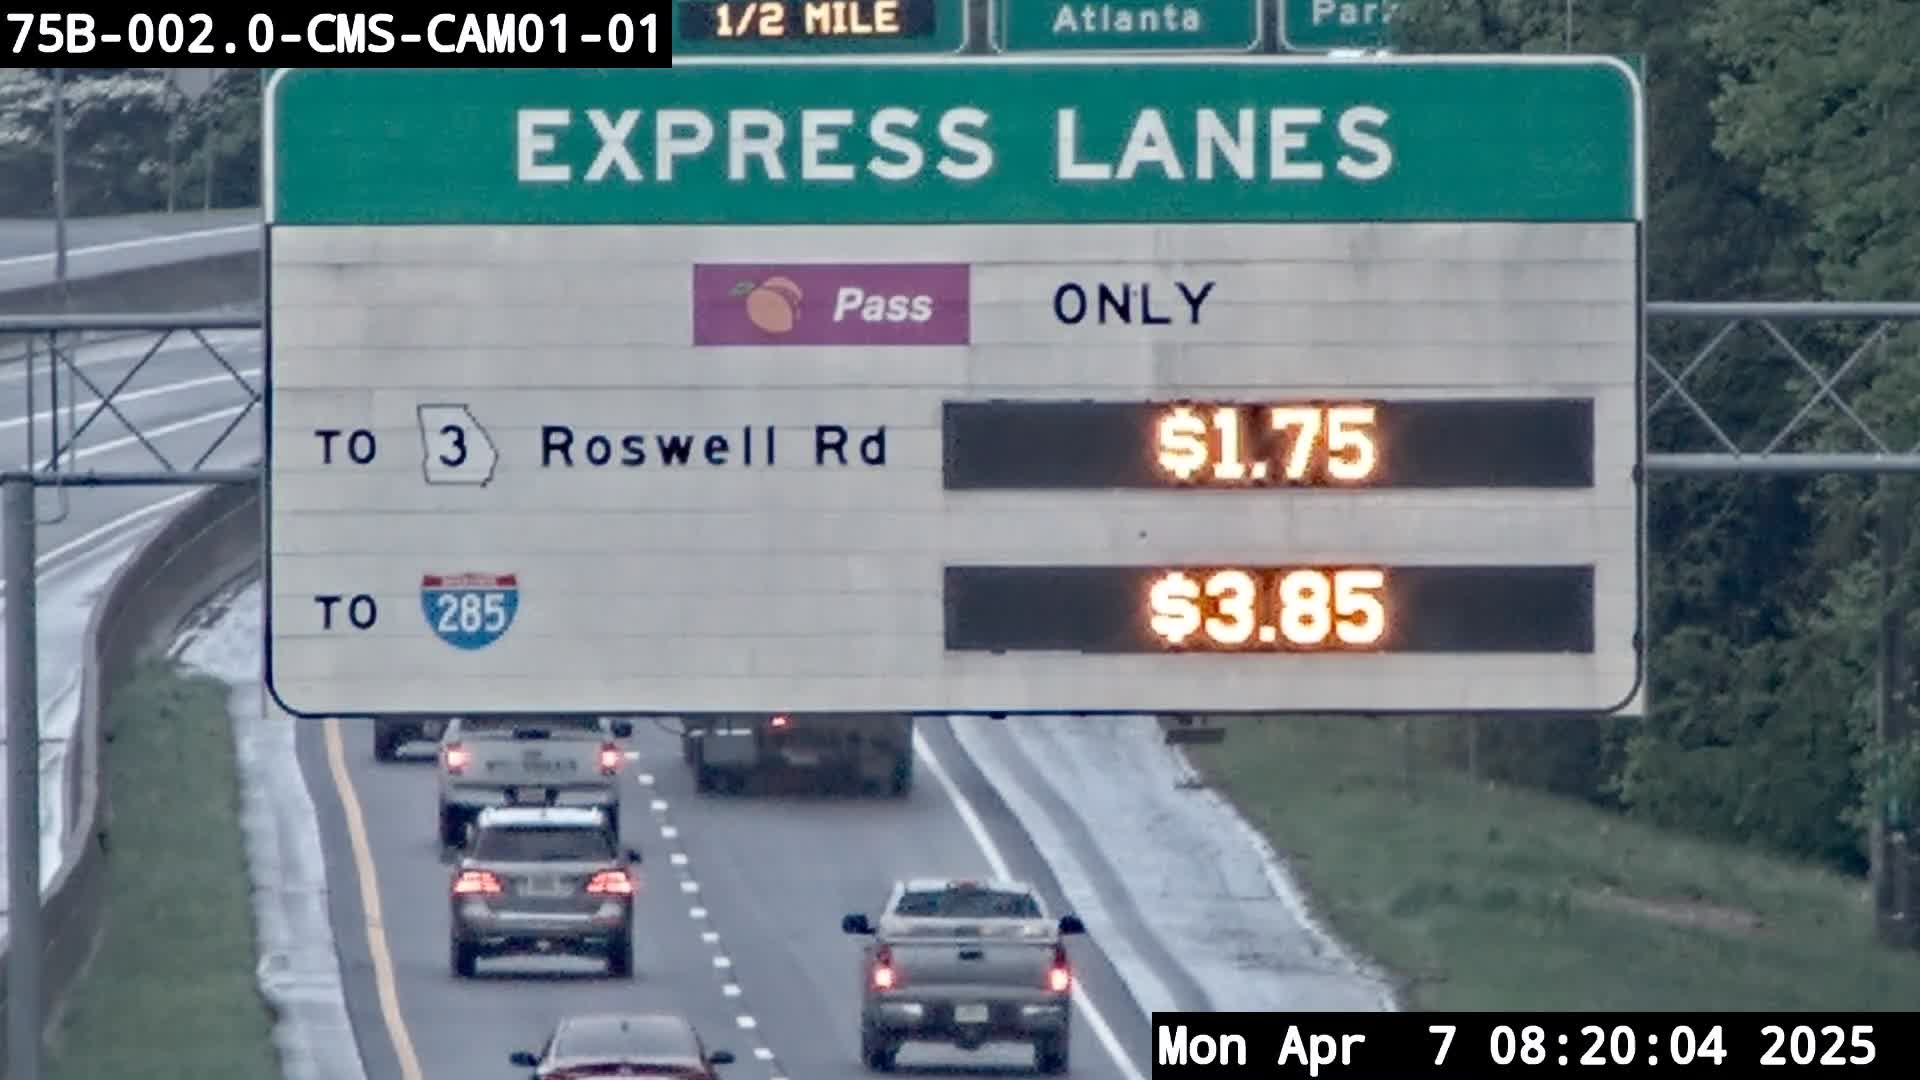 75B-002.0-CMS-CAM01-01
1/2 MILE
Atlanta
EXPRESS LANES
Pass ONLY
TO 3 Roswell Rd $1.75
TO 285 $3.85
Mon Apr 7 08:20:04 2025